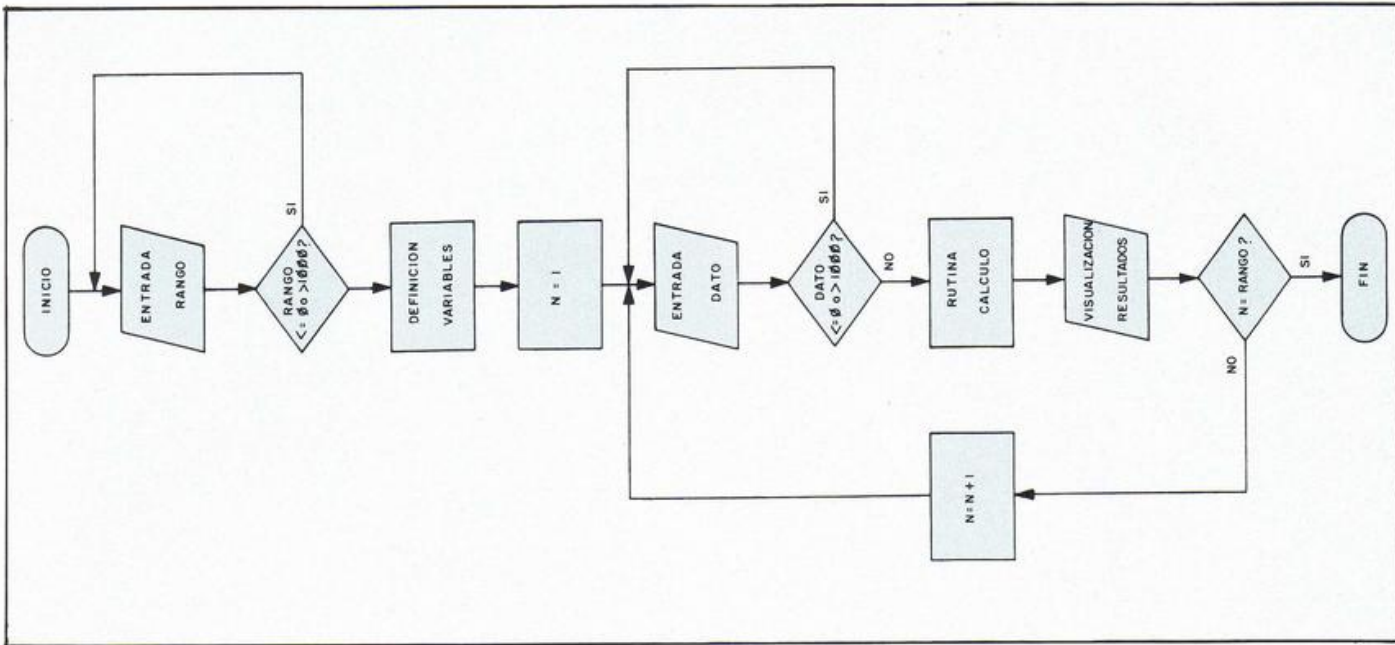 INICIO
ENTRADA
RANGO
RANGO
<= Ø o >1ØØØ?
SI
DEFINICION
VARIABLES
N = 1
ENTRADA
DATO
DATO
<= Ø o >1ØØØ?
SI
NO
RUTINA
CALCULO
VISUALIZACION
RESULTADOS
N= RANGO ?
NO
SI
N= N + 1
FIN